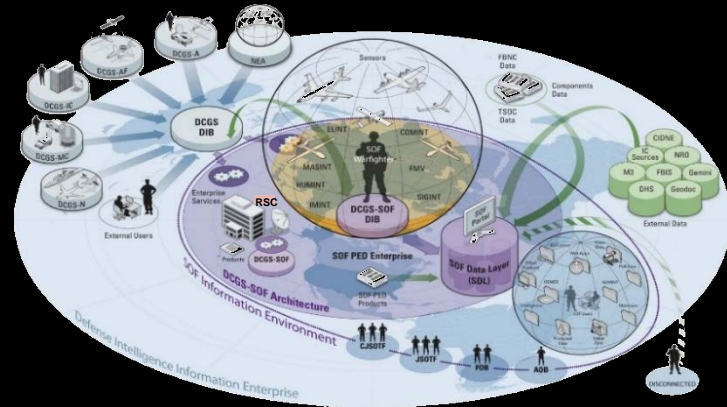 DCGS-A
DCGS-AF
NEA
DCGS-IC
DCGS-MC
DCGS-N
External Users
DCGS
DIB
Enterprise
Services
Sensors
ELINT
COMINT
SOF
Warfighter
MASINT
FMV
HUMINT
IMINT
SIGINT
DCGS-SOF
DIB
FBNC
Data
Components
Data
TSOC
Data
CIDNE
IC
Sources
NRO
M3
FBIS
Gemini
DHS
Geodoc
External Data
RSC
Products
DCGS-SOF
SOF PED Enterprise
SOF-PED
Products
SOF
Portal
SOF Data Layer
(SDL)
DCGS-SOF Architecture
SOF Information Environment
Defense Intelligence Information Enterprise
CJSOTF
JSOTF
FOB
AOB
DISCONNECTED